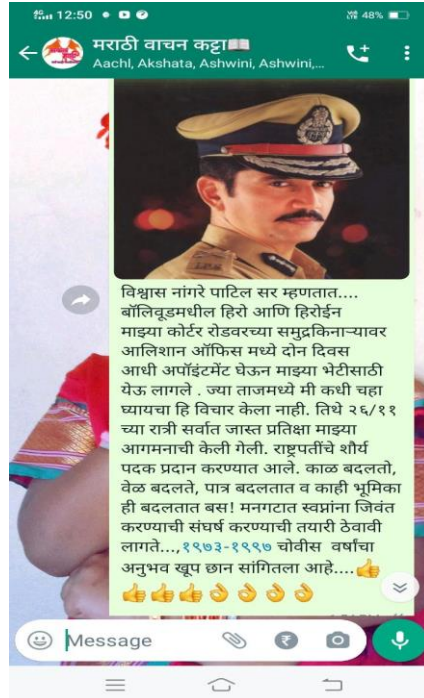 12:50
48%
मराठी वाचन कट्टा📖
Aachl, Akshata, Ashwini, Ashwini,...
विश्वास नांगरे पाटिल सर म्हणतात....
बॉलिवूडमधील हिरो आणि हिरोईन
माझ्या कोर्टर रोडवरच्या समुद्रकिनाऱ्यावर
आलिशान ऑफिस मध्ये दोन दिवस
आधी अपॉइंटमेंट घेऊन माझ्या भेटीसाठी
येऊ लागले . ज्या ताजमध्ये मी कधी चहा
घ्यायचा हि विचार केला नाही. तिथे २६/११
च्या रात्री सर्वात जास्त प्रतिक्षा माझ्या
आगमनाची केली गेली. राष्ट्रपतींचे शौर्य
पदक प्रदान करण्यात आले. काळ बदलतो,
वेळ बदलते, पात्र बदलतात व काही भूमिका
ही बदलतात बस! मनगटात स्वप्नांना जिवंत
करण्याची संघर्ष करण्याची तयारी ठेवावी
लागते...,१९७३-१९९७ चोवीस वर्षांचा
अनुभव खूप छान सांगितला आहे....👍
👍👍👍👌👌👌👌
Message